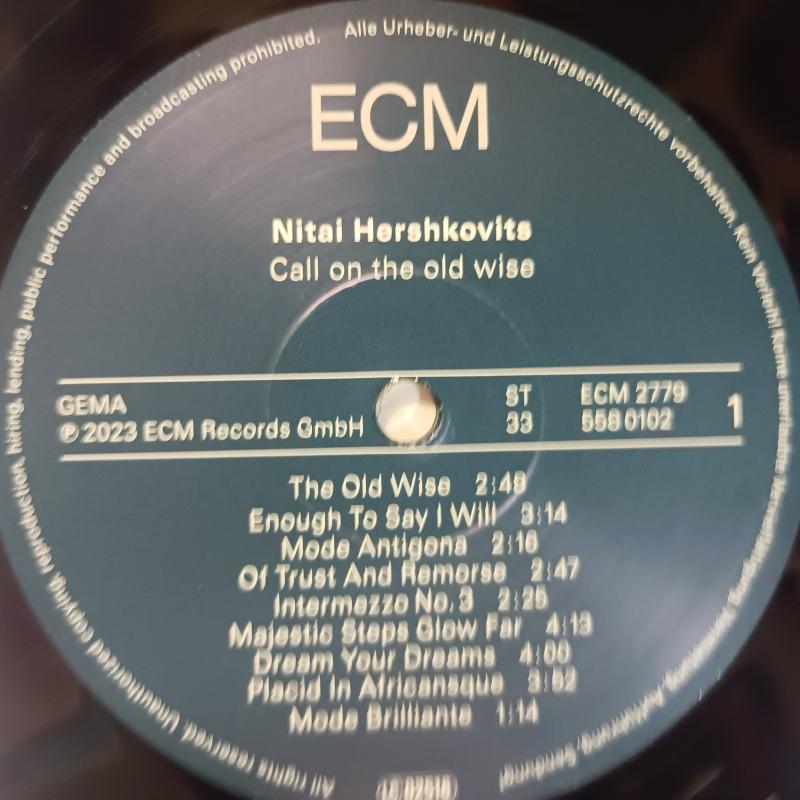 Alle Urheber- und Leistungsschutzrechte vorbehalten. Kein Verleih!
ECM
Nitai Hershkovits
Call on the old wise
GEMA
℗ 2023 ECM Records GmbH
ST
33
ECM 2779
558 0102
1
The Old Wise 2:48
Enough To Say I Will 3:14
Mode Antigona 2:16
Of Trust And Remorse 2:47
Intermezzo No. 3 2:25
Majestic Steps Glow Far 4:13
Dream Your Dreams 4:00
Placid In Africansque 3:52
Mode Brilliante 1:14
All rights reserved. Unauthorized copying, reproduction, hiring, lending, public performance and broadcasting prohibited.